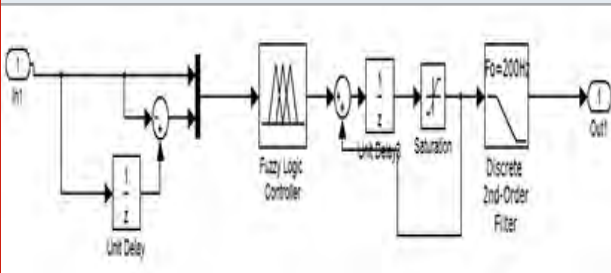 1
In1
1
z
Unit Delay
Fuzzy Logic
Controller
1
z
Unit Delay2
Saturation
Fo=200Hz
Discrete
2nd-Order
Filter
1
Out1